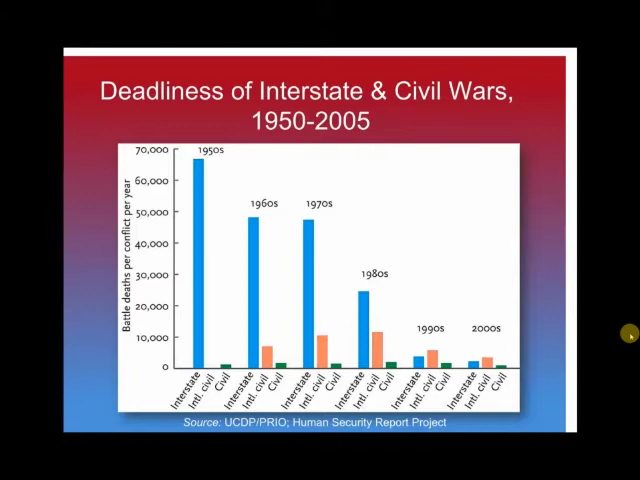 Deadliness of Interstate & Civil Wars,
1950-2005
Battle deaths per conflict per year
70,000
60,000
50,000
40,000
30,000
20,000
10,000
0
1950s
1960s
1970s
1980s
1990s
2000s
Interstate
Intl. civil
Civil
Interstate
Intl. civil
Civil
Interstate
Intl. civil
Civil
Interstate
Intl. civil
Civil
Interstate
Intl. civil
Civil
Interstate
Intl. civil
Civil
Source: UCDP/PRIO; Human Security Report Project